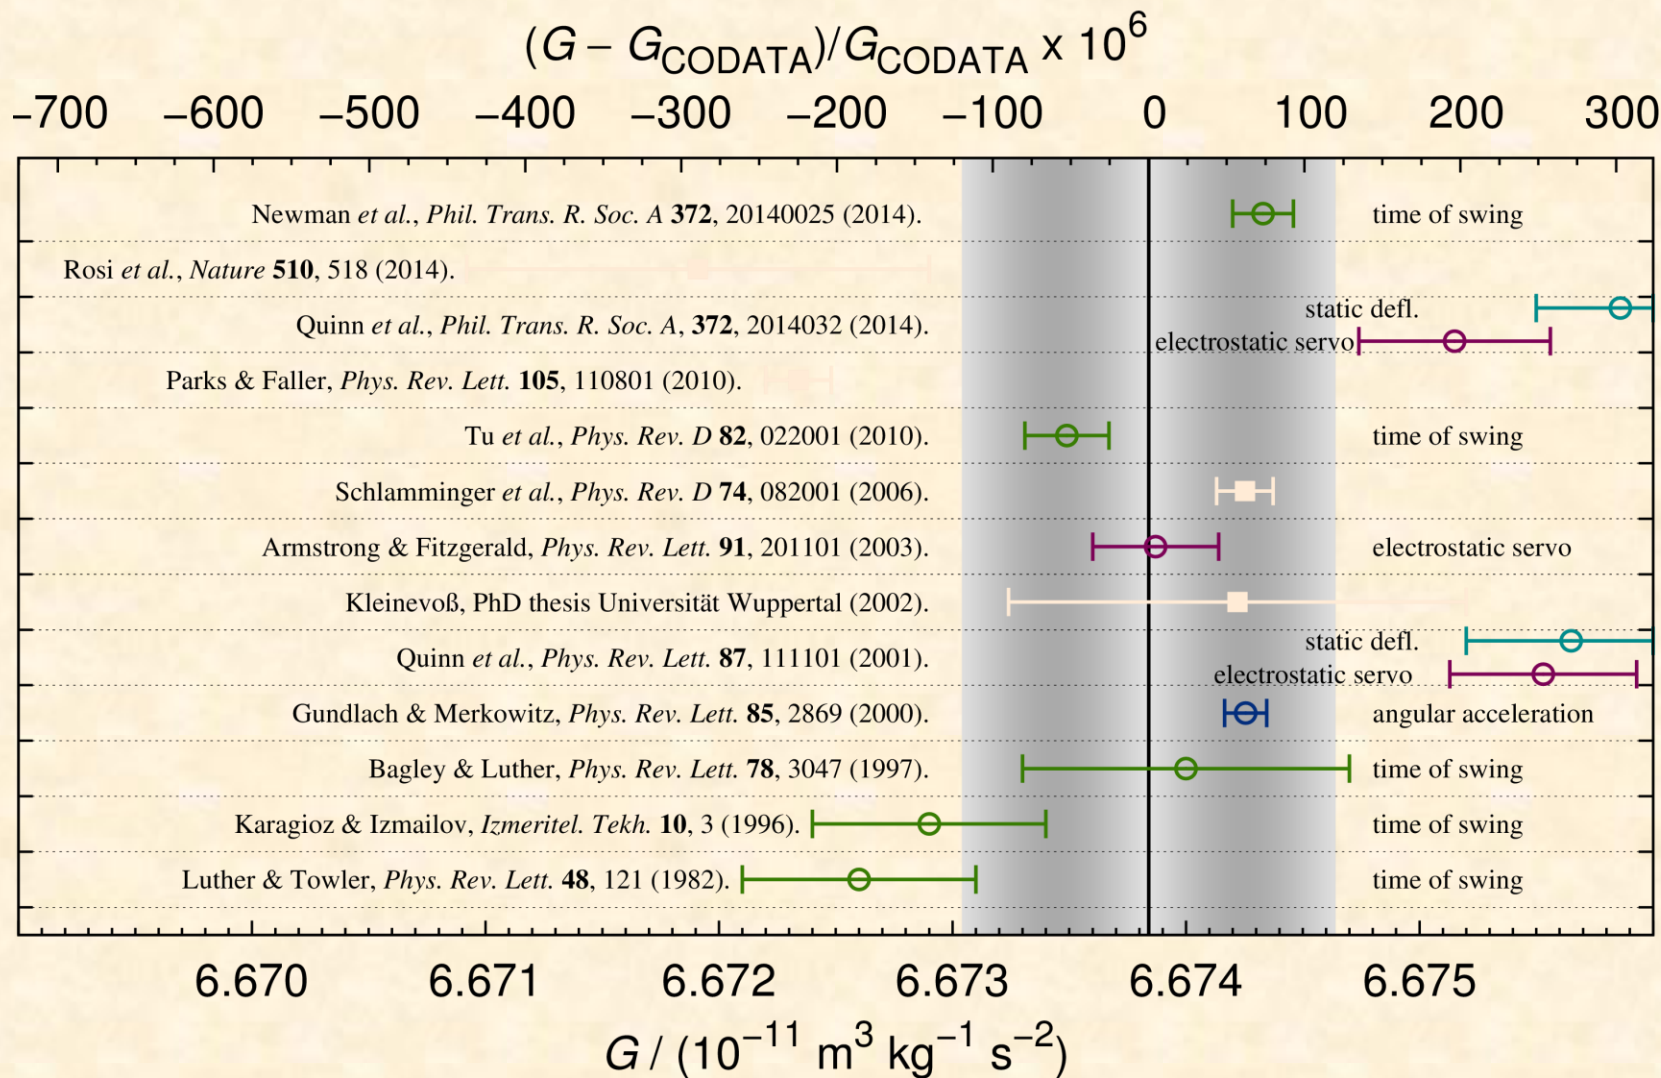 (G – G_CODATA)/G_CODATA x 10^6
−700 −600 −500 −400 −300 −200 −100 0 100 200 300
Newman et al., Phil. Trans. R. Soc. A 372, 20140025 (2014). time of swing
Rosi et al., Nature 510, 518 (2014).
static defl.
Quinn et al., Phil. Trans. R. Soc. A, 372, 2014032 (2014).
electrostatic servo
Parks & Faller, Phys. Rev. Lett. 105, 110801 (2010).
Tu et al., Phys. Rev. D 82, 022001 (2010). time of swing
Schlamminger et al., Phys. Rev. D 74, 082001 (2006).
Armstrong & Fitzgerald, Phys. Rev. Lett. 91, 201101 (2003). electrostatic servo
Kleinevoß, PhD thesis Universität Wuppertal (2002).
static defl.
Quinn et al., Phys. Rev. Lett. 87, 111101 (2001).
electrostatic servo
Gundlach & Merkowitz, Phys. Rev. Lett. 85, 2869 (2000). angular acceleration
Bagley & Luther, Phys. Rev. Lett. 78, 3047 (1997). time of swing
Karagioz & Izmailov, Izmeritel. Tekh. 10, 3 (1996). time of swing
Luther & Towler, Phys. Rev. Lett. 48, 121 (1982). time of swing
6.670 6.671 6.672 6.673 6.674 6.675
G / (10^−11 m^3 kg^−1 s^−2)